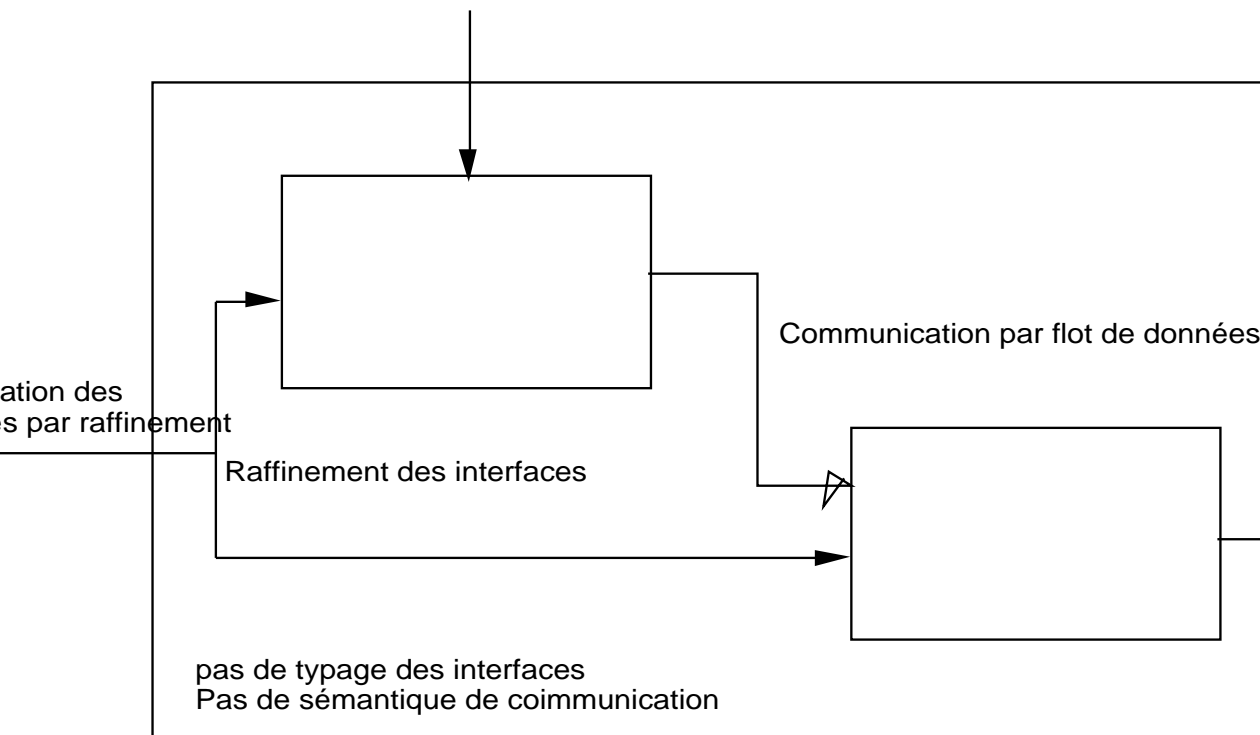 Communication par flot de données
ation des
es par raffinement
Raffinement des interfaces
pas de typage des interfaces
Pas de sémantique de coimmunication